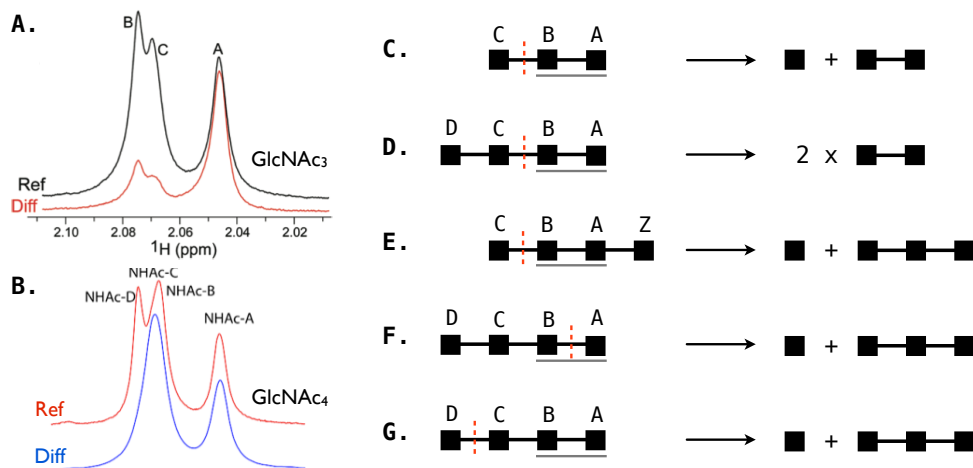 A.
B
C
A
GlcNAc3
Ref
Diff
2.10 2.08 2.06 2.04 2.02
1H (ppm)
B.
NHAc-C
NHAc-D NHAc-B
NHAc-A
GlcNAc4
Ref
Diff
C.
C B A
+
D.
D C B A
2 x
E.
C B A Z
+
F.
D C B A
+
G.
D C B A
+